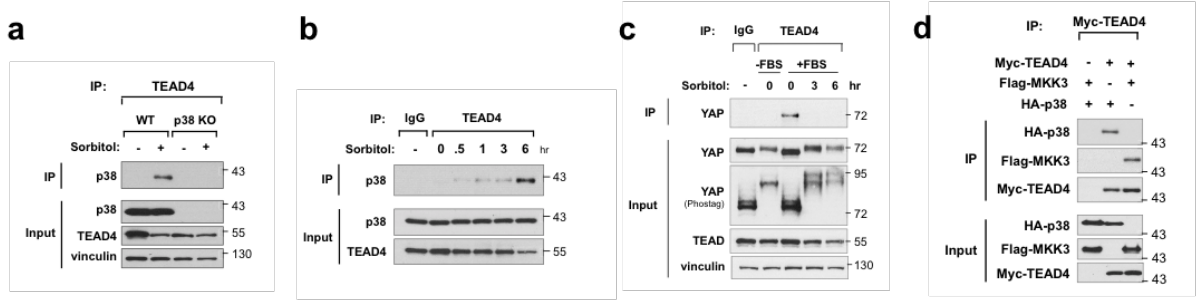 a
IP: TEAD4
WT p38 KO
Sorbitol: - + - +
IP p38 43
Input p38 43
TEAD4 55
vinculin 130
b
IP: IgG TEAD4
Sorbitol: - 0 .5 1 3 6 hr
IP p38 43
Input p38 43
TEAD4 55
c
IP: IgG TEAD4
-FBS +FBS
Sorbitol: - 0 0 3 6 hr
IP YAP 72
Input YAP 72
YAP (Phostag) 95
72
TEAD 55
vinculin 130
d
IP: Myc-TEAD4
Myc-TEAD4 - + +
Flag-MKK3 - - +
HA-p38 + + -
IP HA-p38 43
Flag-MKK3 43
Myc-TEAD4 43
Input HA-p38 43
Flag-MKK3 43
Myc-TEAD4 43